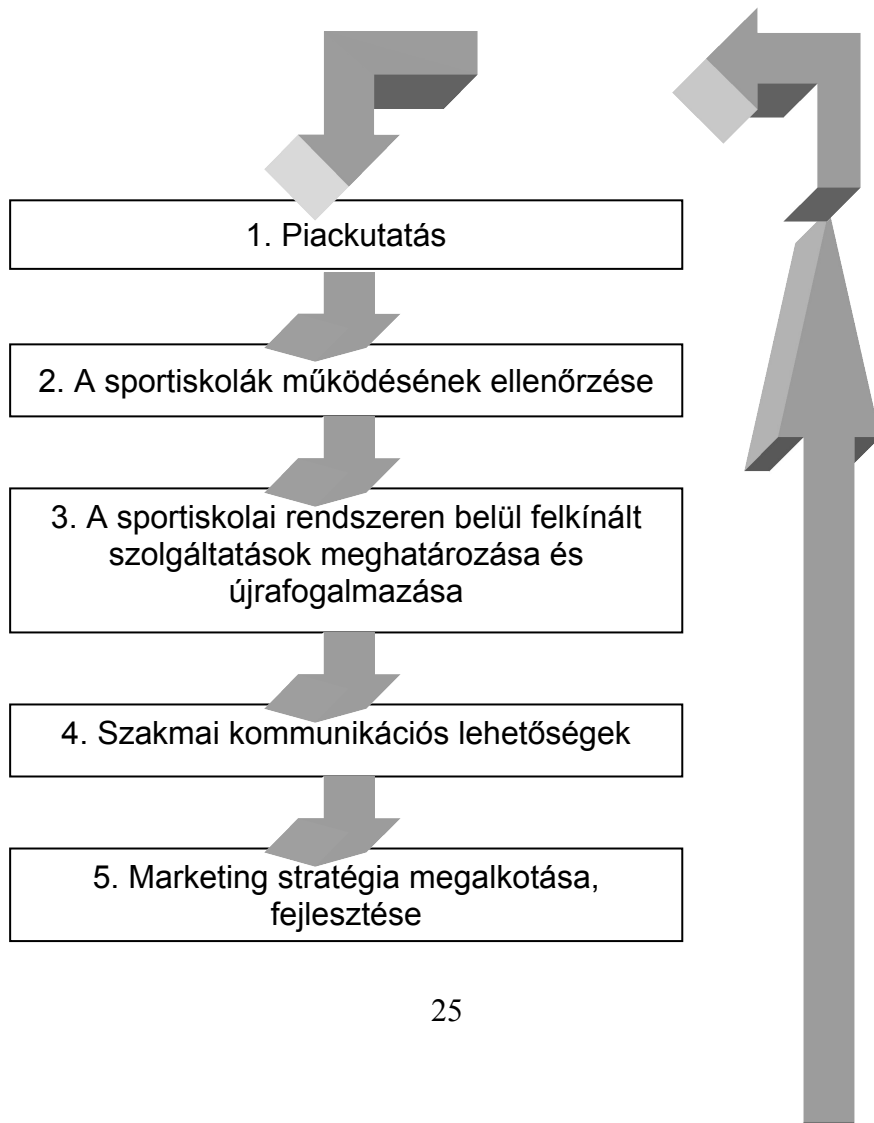 1. Piackutatás
2. A sportiskolák működésének ellenőrzése
3. A sportiskolai rendszeren belül felkínált
szolgáltatások meghatározása és
újrafogalmazása
4. Szakmai kommunikációs lehetőségek
5. Marketing stratégia megalkotása,
fejlesztése
25